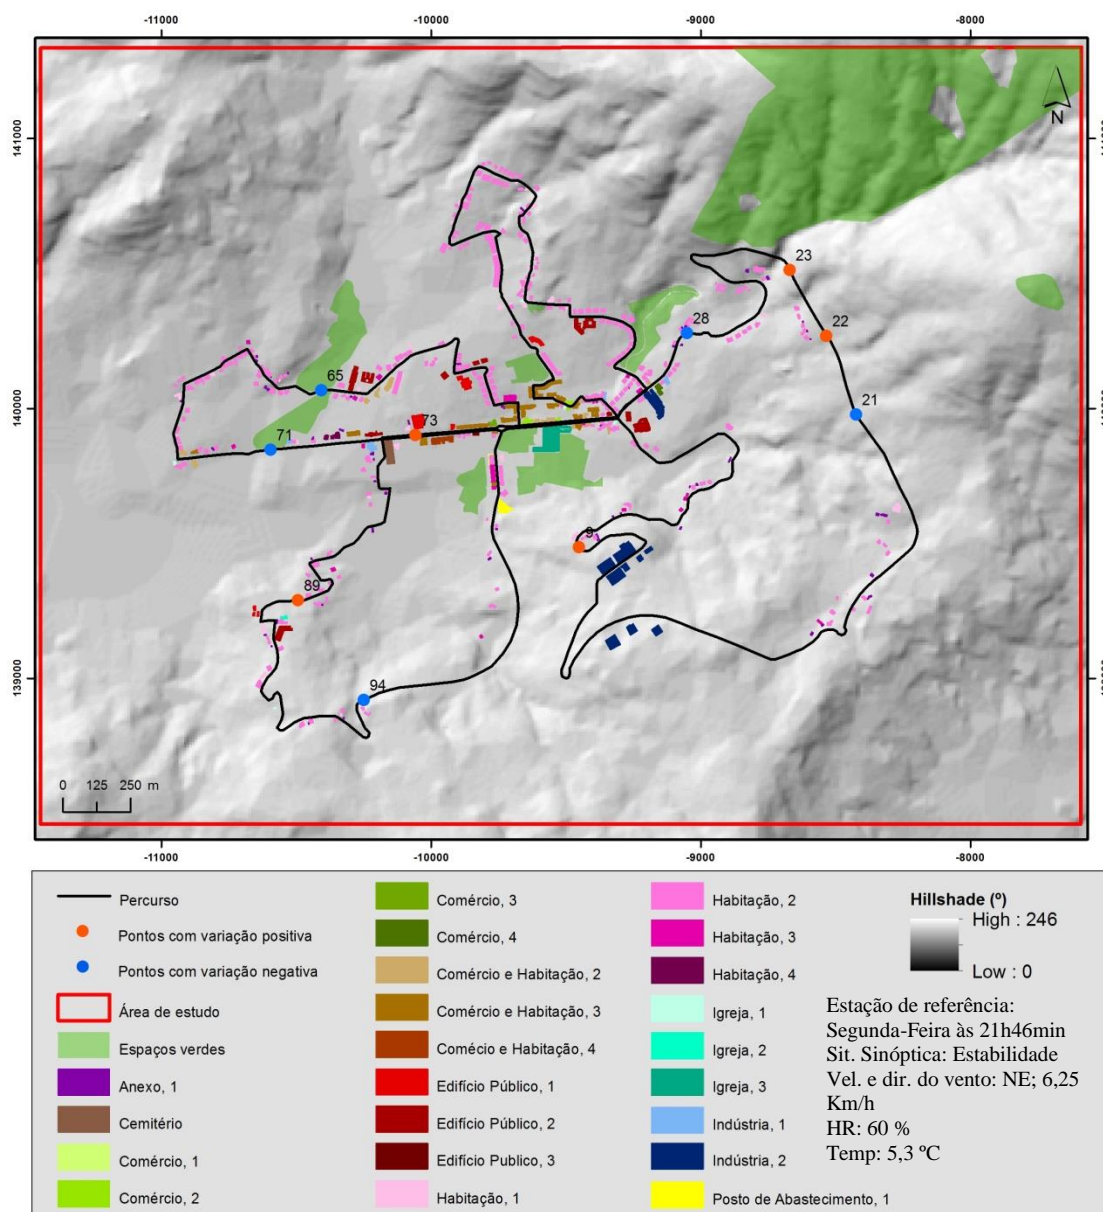 -11000
-10000
-9000
-8000
141000
N
23
22
28
21
65
140000
73
71
9
89
94
139000
0 125 250 m
-11000
-10000
-9000
-8000
Percurso
Pontos com variação positiva
Pontos com variação negativa
Área de estudo
Espaços verdes
Anexo, 1
Cemitério
Comércio, 1
Comércio, 2
Comércio, 3
Comércio, 4
Comércio e Habitação, 2
Comércio e Habitação, 3
Comécio e Habitação, 4
Edifício Público, 1
Edifício Público, 2
Edifício Publico, 3
Habitação, 1
Habitação, 2
Habitação, 3
Habitação, 4
Igreja, 1
Igreja, 2
Igreja, 3
Indústria, 1
Indústria, 2
Posto de Abastecimento, 1
Hillshade (º)
High : 246
Low : 0
Estação de referência:
Segunda-Feira às 21h46min
Sit. Sinóptica: Estabilidade
Vel. e dir. do vento: NE; 6,25
Km/h
HR: 60 %
Temp: 5,3 ºC